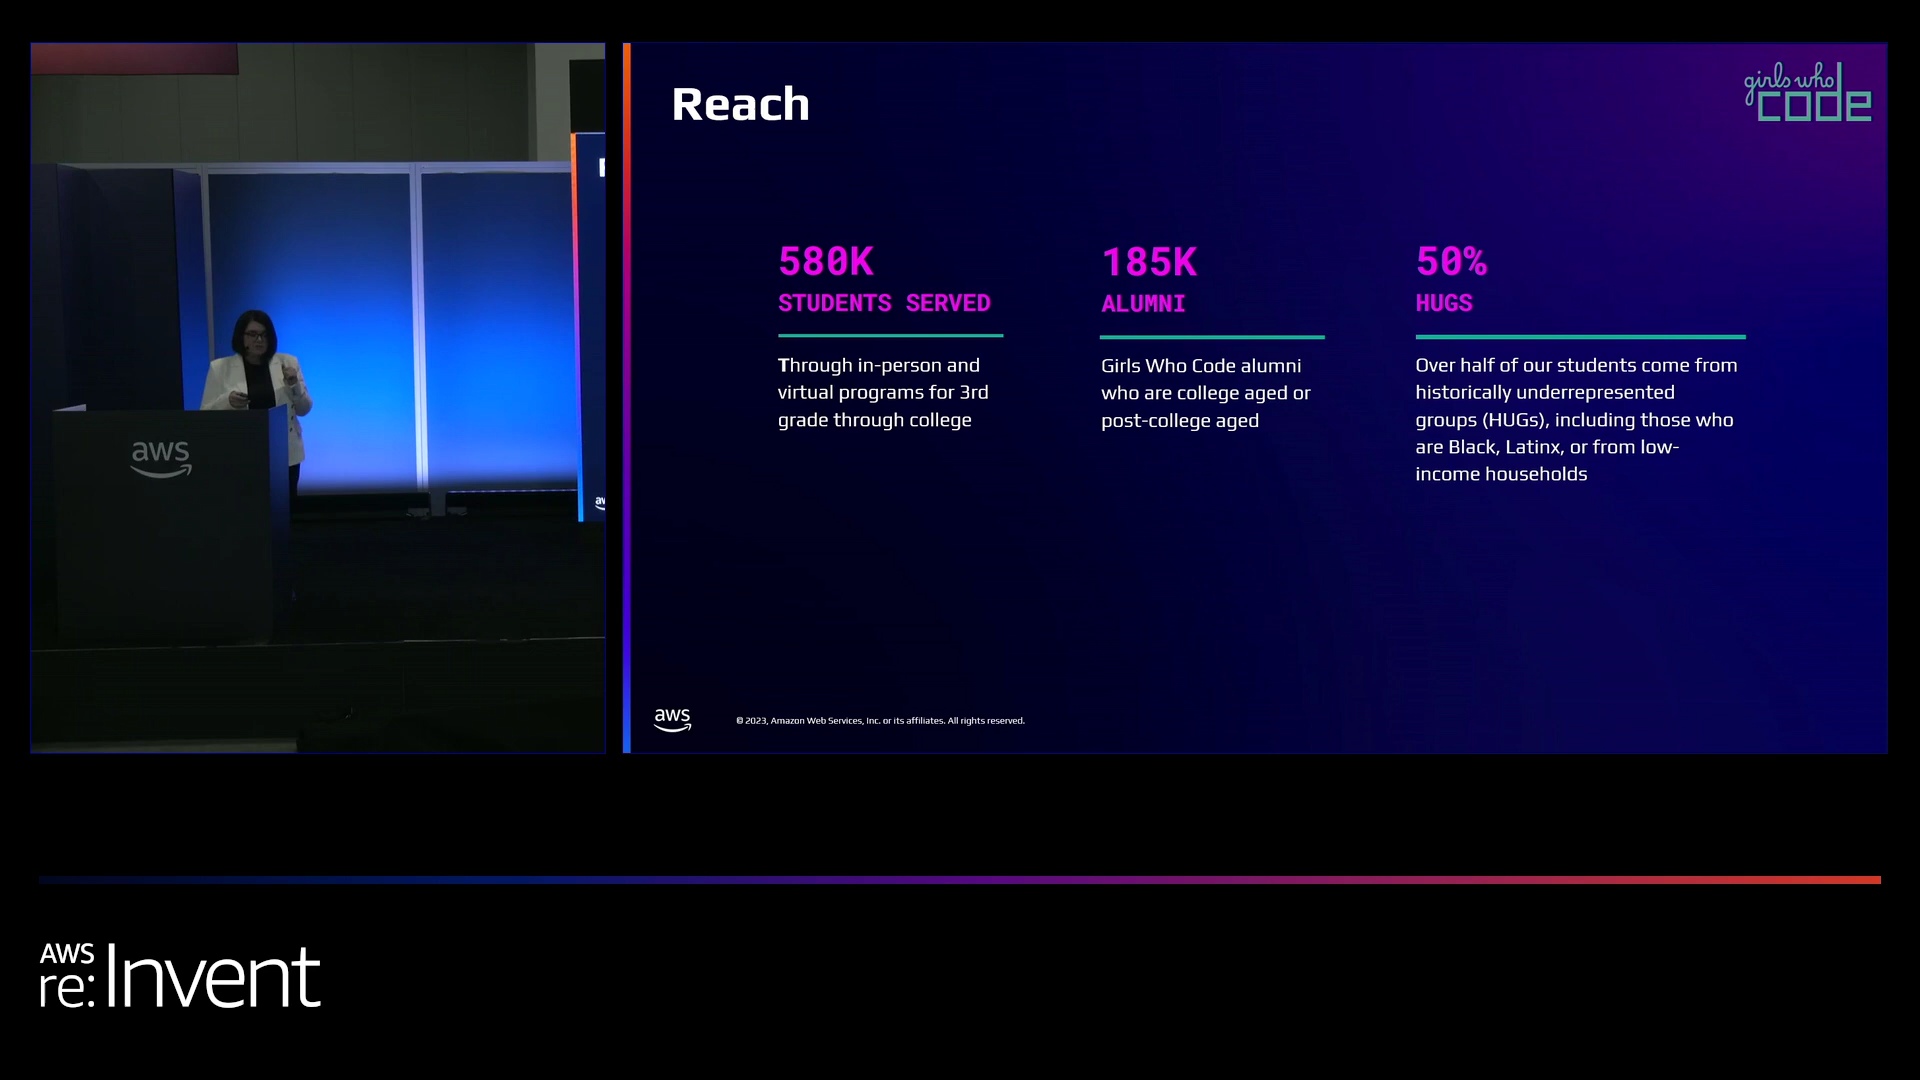 Reach
girls who
code
580K
STUDENTS SERVED
Through in-person and
virtual programs for 3rd
grade through college
185K
ALUMNI
Girls Who Code alumni
who are college aged or
post-college aged
50%
HUGS
Over half of our students come from
historically underrepresented
groups (HUGs), including those who
are Black, Latinx, or from low-
income households
aws
aws
© 2023, Amazon Web Services, Inc. or its affiliates. All rights reserved.
AWS
re:Invent